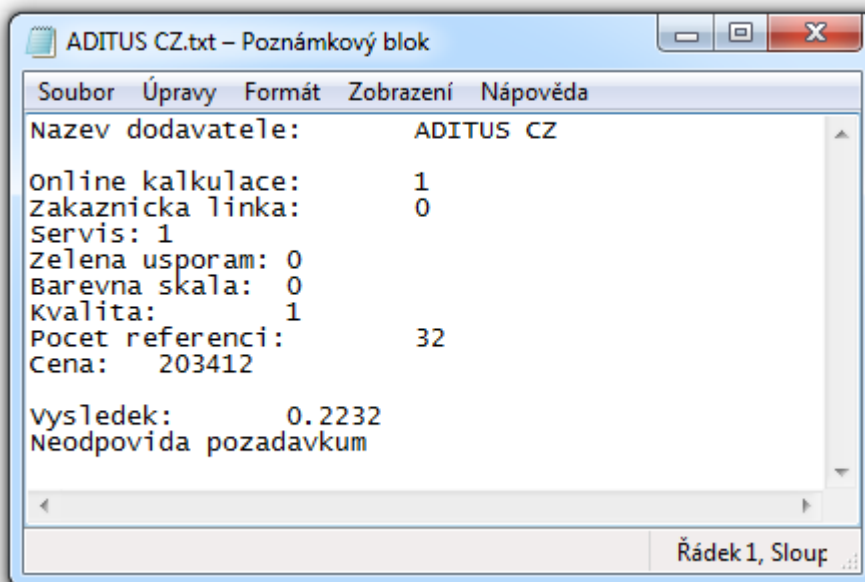 ADITUS CZ.txt – Poznámkový blok
Soubor Úpravy Formát Zobrazení Nápověda
Nazev dodavatele: ADITUS CZ
Online kalkulace: 1
Zakaznicka linka: 0
Servis: 1
Zelena usporam: 0
Barevna skala: 0
Kvalita: 1
Pocet referenci: 32
Cena: 203412
Vysledek: 0.2232
Neodpovida pozadavkum
Řádek 1, Sloup